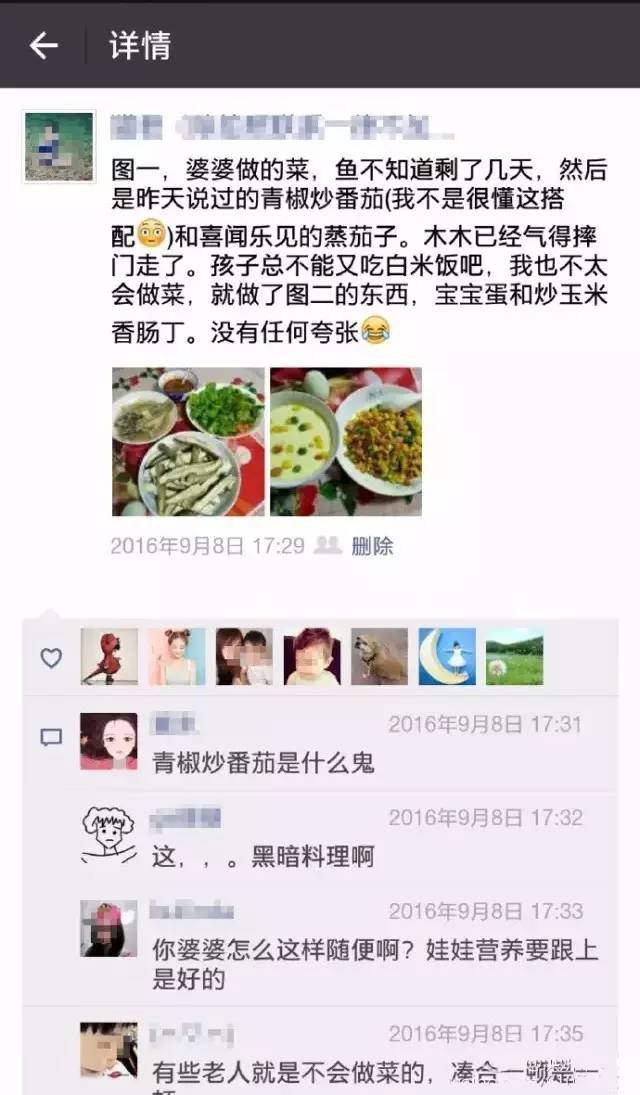 详情
图一，婆婆做的菜，鱼不知道剩了几天，然后
是昨天说过的青椒炒番茄(我不是很懂这搭
配😳)和喜闻乐见的蒸茄子。木木已经气得摔
门走了。孩子总不能又吃白米饭吧，我也不太
会做菜，就做了图二的东西，宝宝蛋和炒玉米
香肠丁。没有任何夸张😂
2016年9月8日 17:29 删除
2016年9月8日 17:31
青椒炒番茄是什么鬼
2016年9月8日 17:32
这，，。黑暗料理啊
2016年9月8日 17:33
你婆婆怎么这样随便啊？娃娃营养要跟上
是好的
2016年9月8日 17:35
有些老人就是不会做菜的，凑合一顿是一